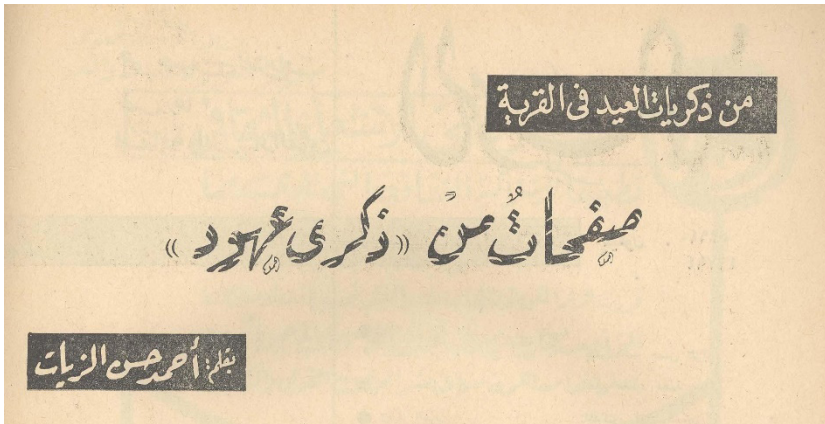 من ذكريات العيد فى القرية
صفحاتٌ منْ «ذكرى عهود»
بقلم: أحمد حسن الزيات